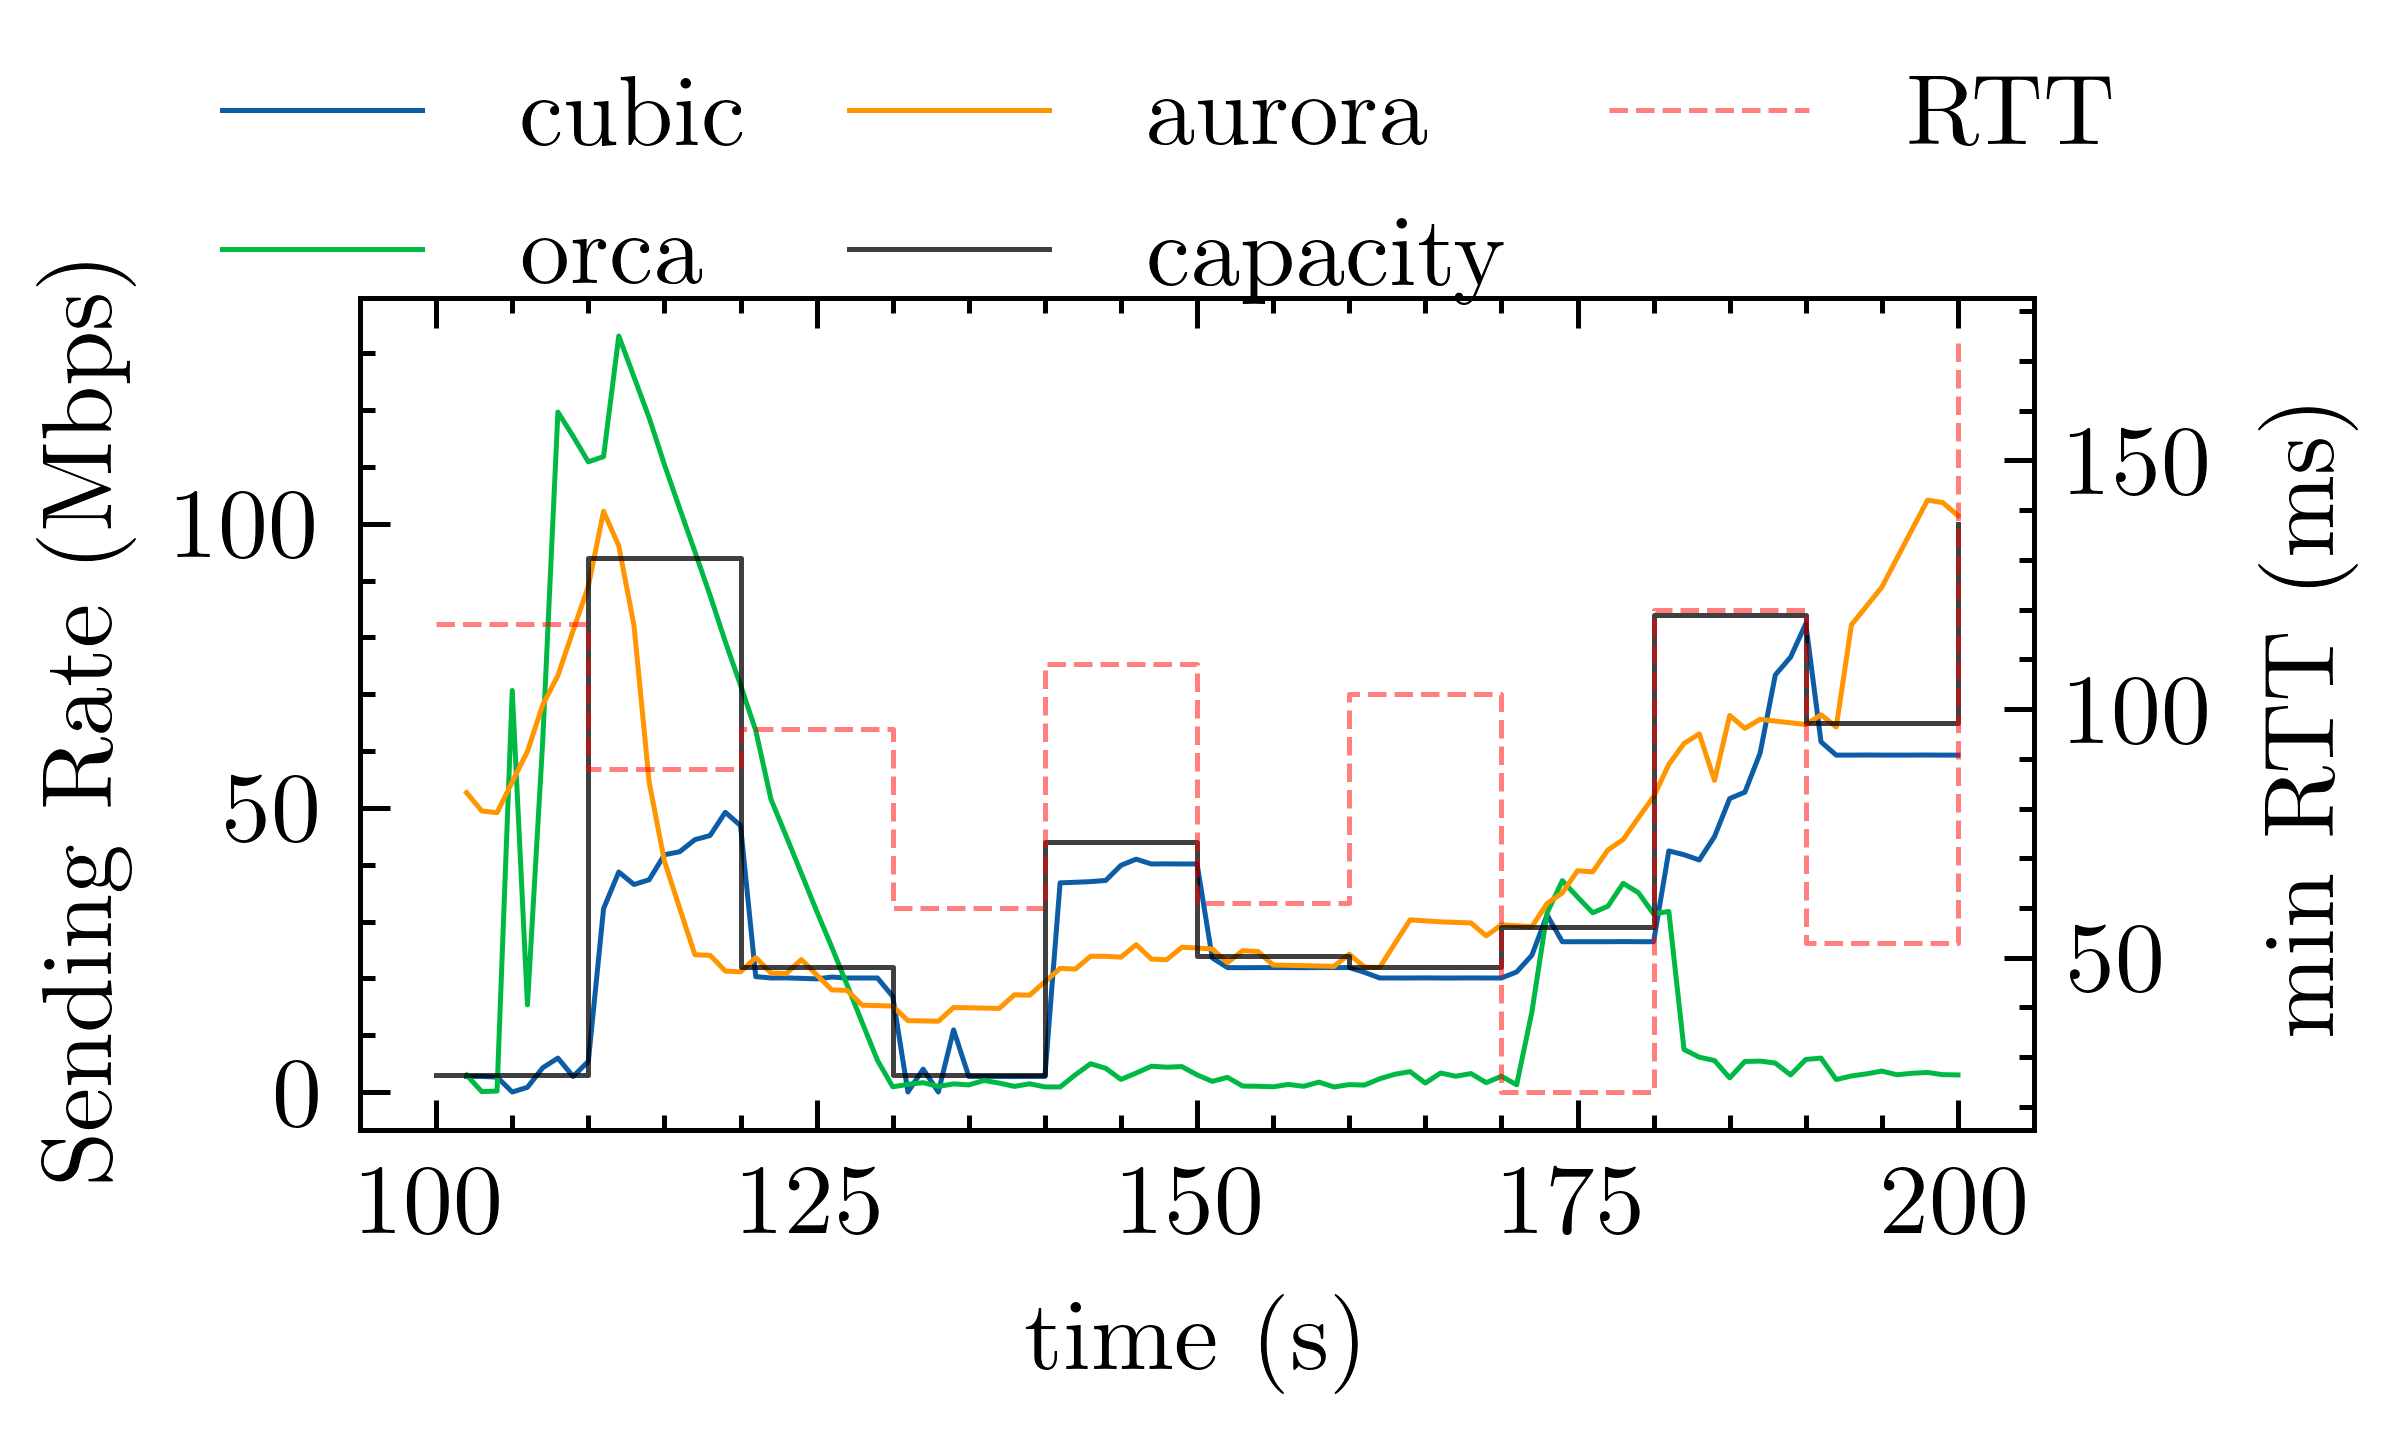 cubic
aurora
RTT
orca
capacity
Sending Rate (Mbps)
100
50
0
150
100
50
min RTT (ms)
100
125
150
175
200
time (s)